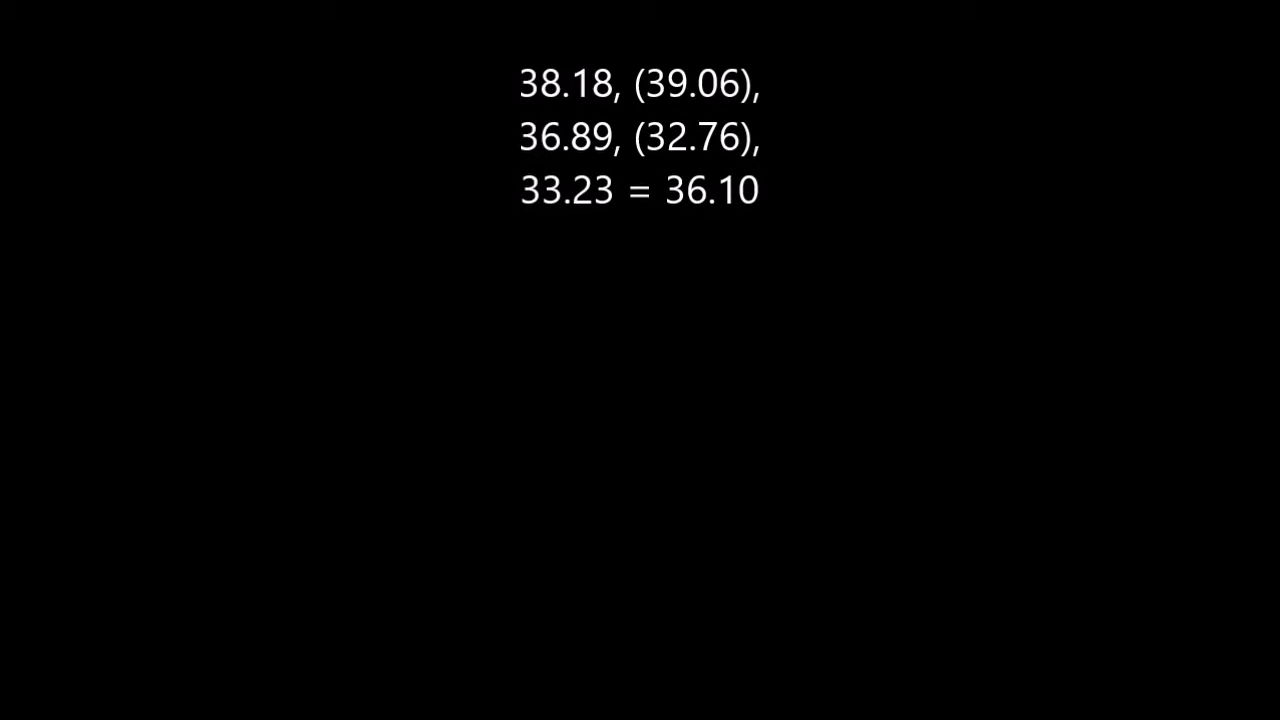 38.18, (39.06),
36.89, (32.76),
33.23 = 36.10